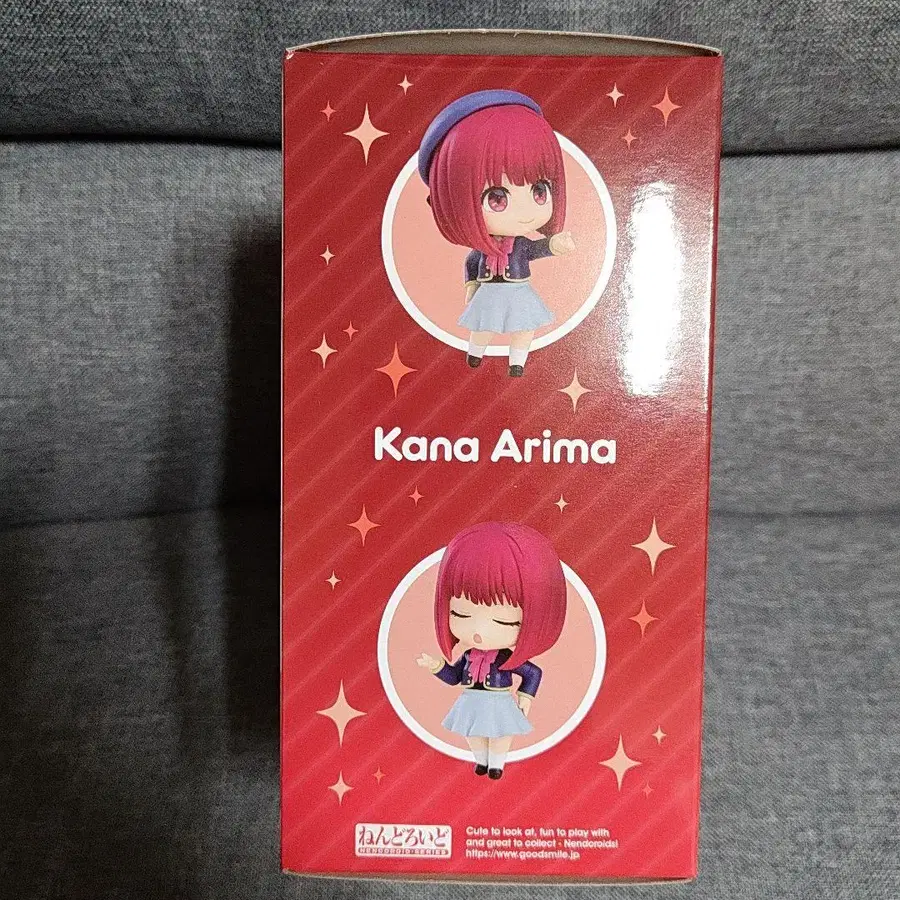 Kana Arima
ねんどろいど
NENDOROID SERIES
Cute to look at, fun to play with
and great to collect - Nendoroids!
https://www.goodsmile.jp